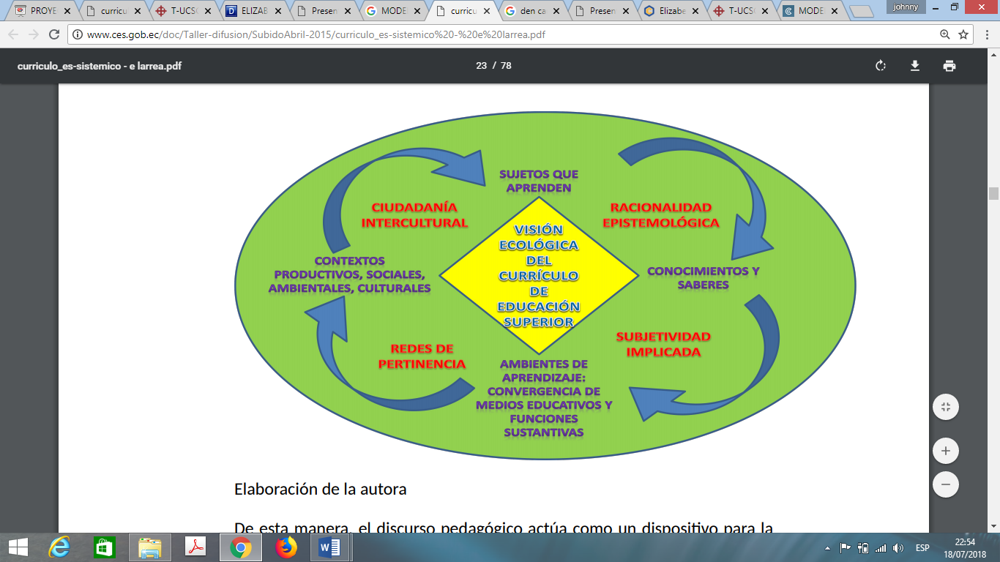 PROYE
curricu
T-UCSG
ELIZAB
Presen
MODE
curricu
den ca
Presen
Elizabe
T-UCSG
MODE
johnny
www.ces.gob.ec/doc/Taller-difusion/SubidoAbril-2015/curriculo_es-sistemico%20-%20e%20larrea.pdf
curriculo_es-sistemico - e larrea.pdf
23 / 78
SUJETOS QUE
APRENDEN
CIUDADANÍA
INTERCULTURAL
RACIONALIDAD
EPISTEMOLÓGICA
VISIÓN
ECOLÓGICA
DEL
CURRÍCULO
DE
EDUCACIÓN
SUPERIOR
CONTEXTOS
PRODUCTIVOS, SOCIALES,
AMBIENTALES, CULTURALES
CONOCIMIENTOS Y
SABERES
REDES DE
PERTINENCIA
SUBJETIVIDAD
IMPLICADA
AMBIENTES DE
APRENDIZAJE:
CONVERGENCIA DE
MEDIOS EDUCATIVOS Y
FUNCIONES
SUSTANTIVAS
Elaboración de la autora
De esta manera, el discurso pedagógico actúa como un dispositivo para la
ESP
22:54
18/07/2018